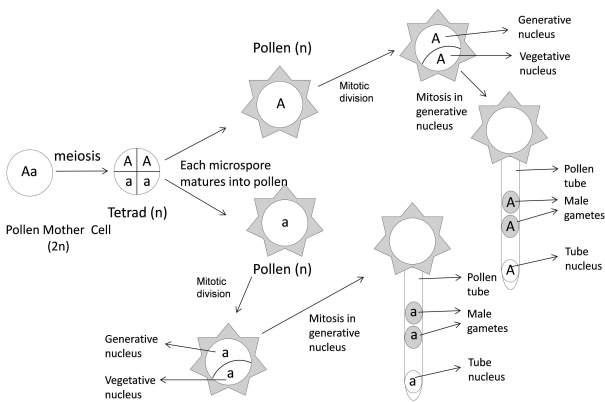 Aa
Pollen Mother Cell
(2n)
meiosis
A A
a a
Tetrad (n)
Each microspore
matures into pollen
Pollen (n)
A
Mitotic
division
A
A
Generative
nucleus
Vegetative
nucleus
Mitosis in
generative
nucleus
A
A
A
Pollen
tube
Male
gametes
Tube
nucleus
a
Pollen (n)
Mitotic
division
a
a
Generative
nucleus
Vegetative
nucleus
Mitosis in
generative
nucleus
a
a
a
Pollen
tube
Male
gametes
Tube
nucleus